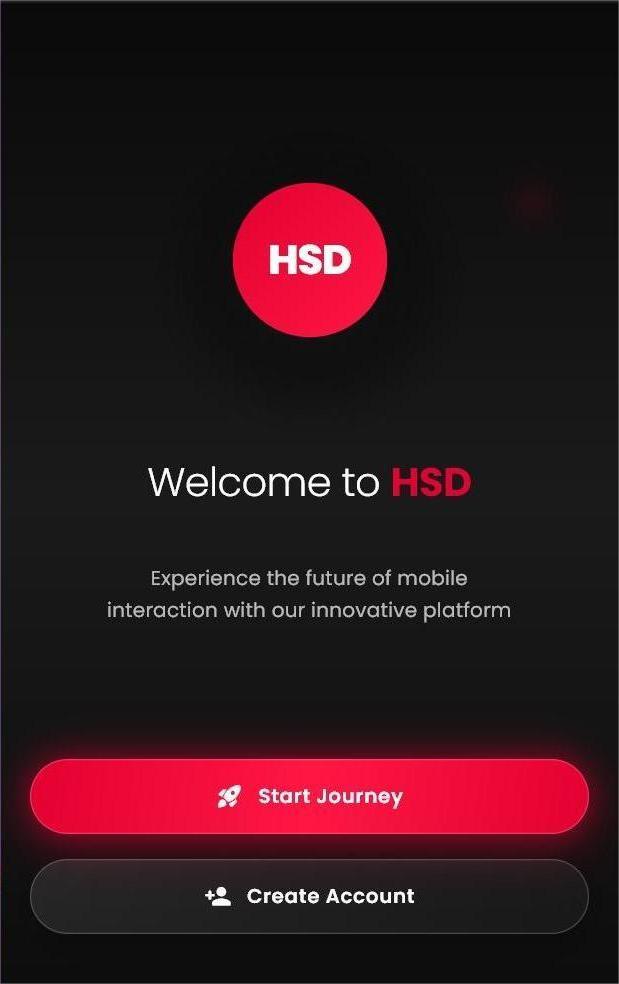 HSD
Welcome to HSD
Experience the future of mobile
interaction with our innovative platform
Start Journey
Create Account